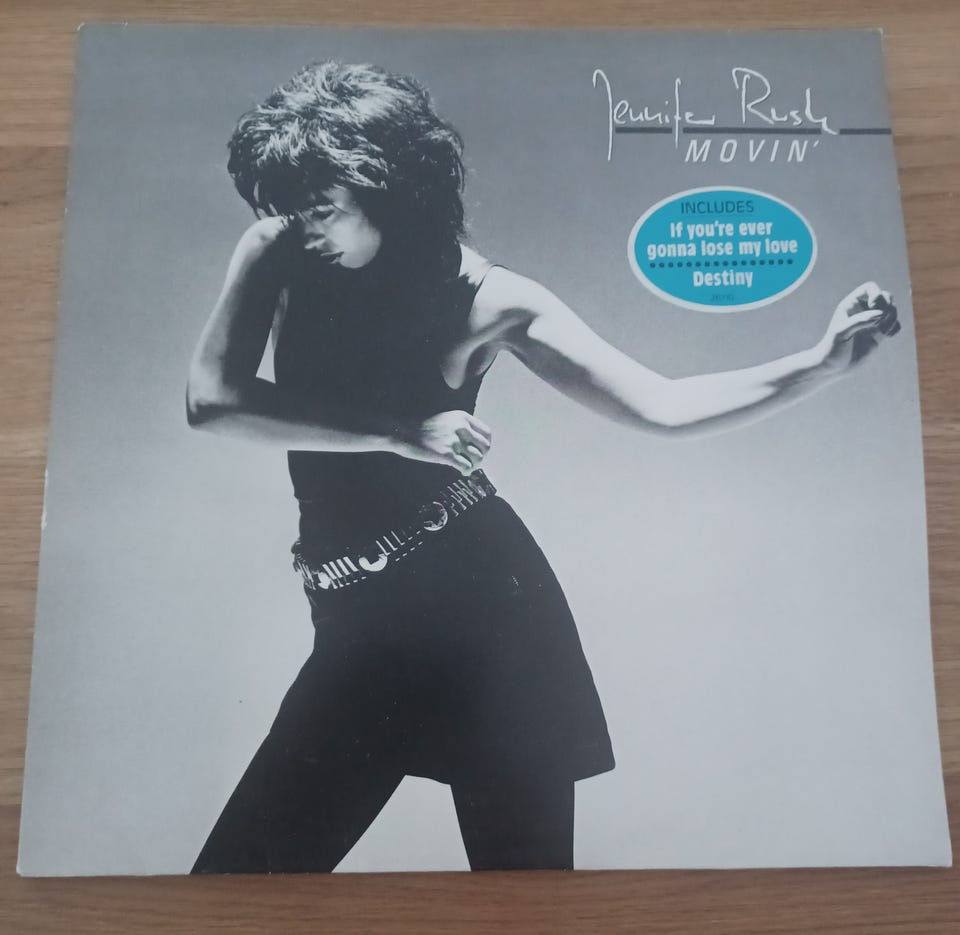 Jennifer Rush
MOVIN'
INCLUDES
If you're ever
gonna lose my love
Destiny